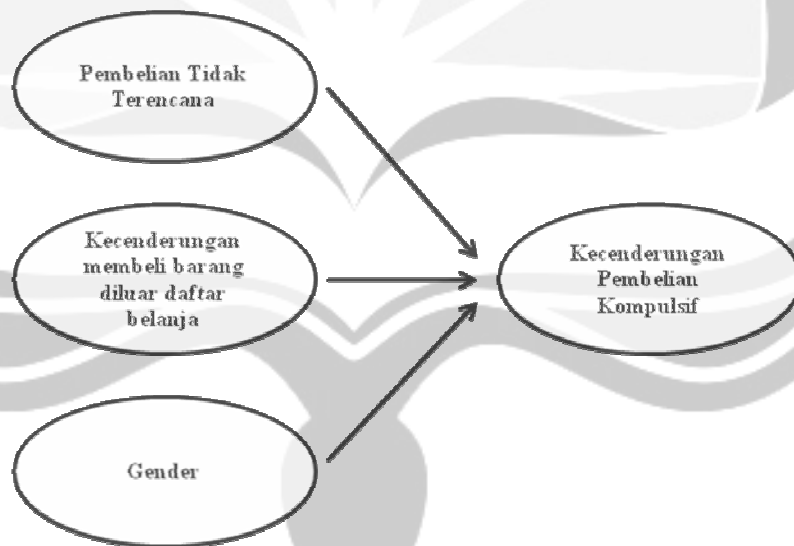 Pembelian Tidak
Terencana
Kecenderungan
membeli barang
diluar daftar
belanja
Gender
Kecenderungan
Pembelian
Kompulsif